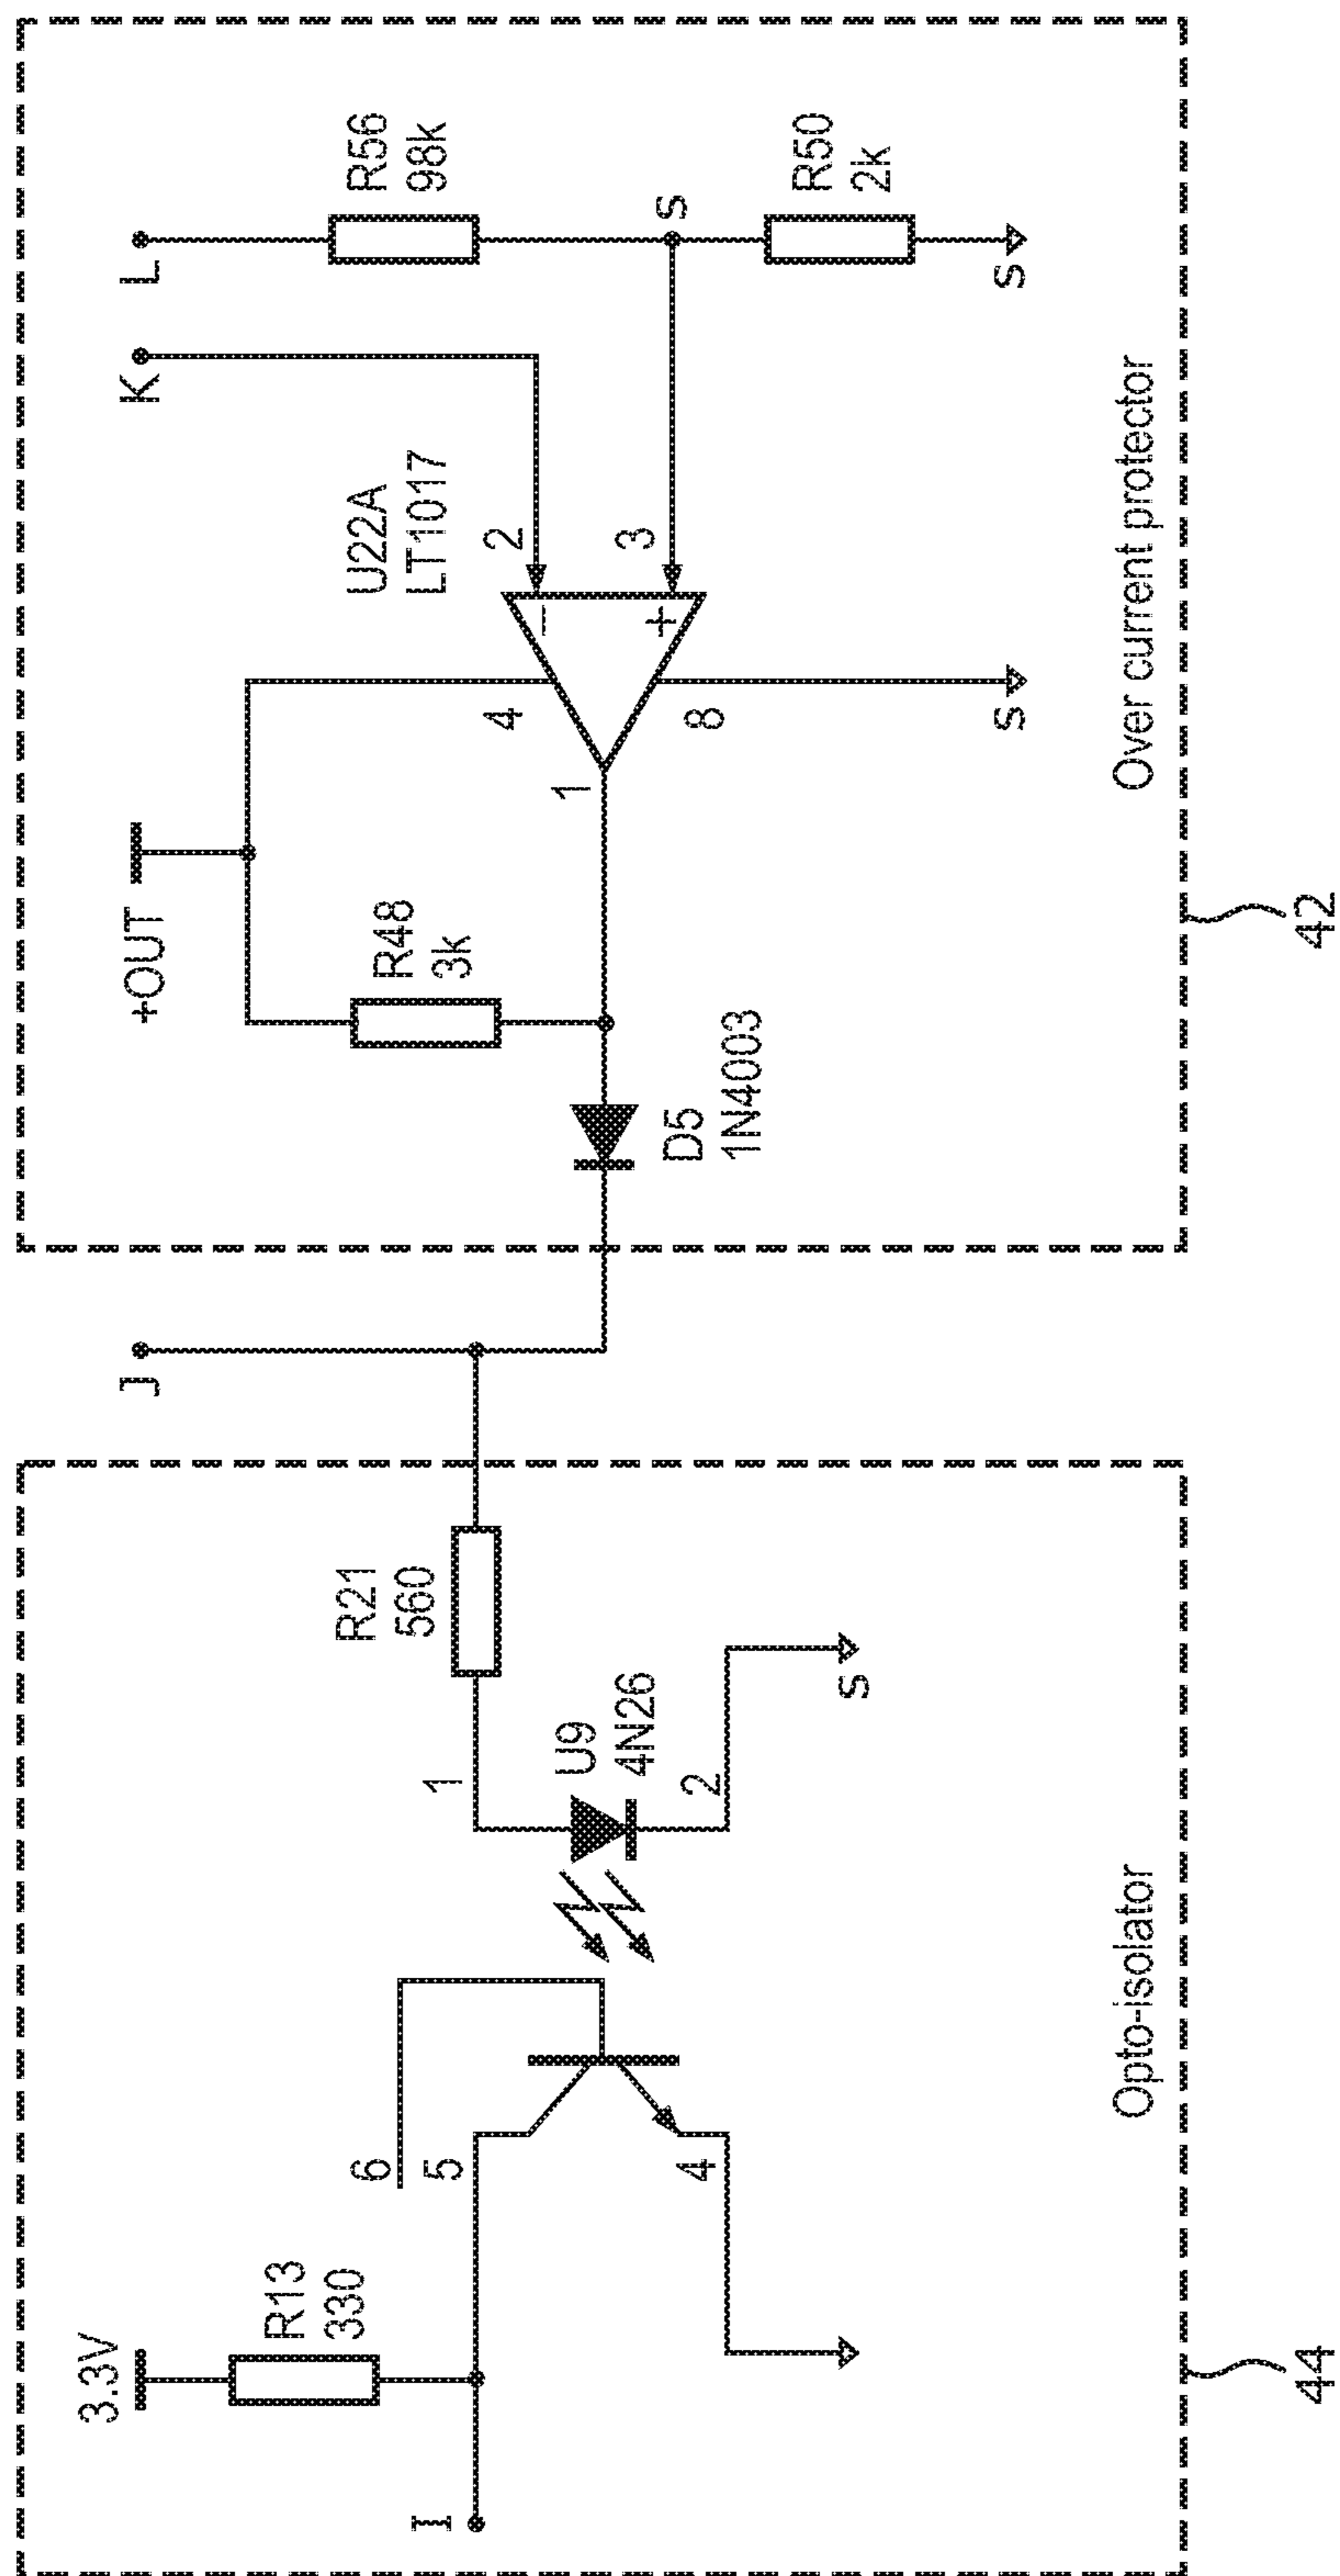 3.3V
R13
330
I
6
5
4
U9
4N26
1
2
R21
560
s
Opto-isolator
44
J
+OUT
R48
3k
D5
1N4003
1
4
8
U22A
LT1017
2
3
−
+
s
K
L
R56
98k
s
R50
2k
s
Over current protector
42